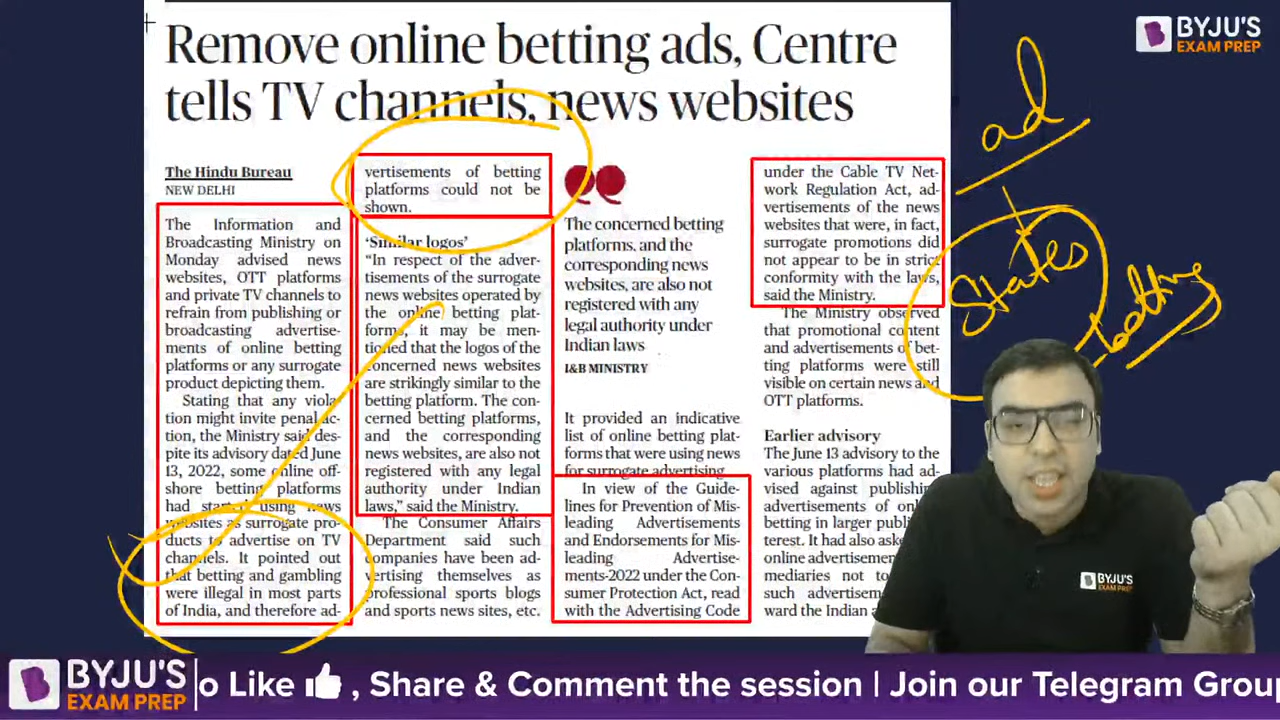 Remove online betting ads, Centre
tells TV channels, news websites
The Hindu Bureau
NEW DELHI
The Information and
Broadcasting Ministry on
Monday advised news
websites, OTT platforms
and private TV channels to
refrain from publishing or
broadcasting advertise-
ments of online betting
platforms or any surrogate
product depicting them.
Stating that any viola-
tion might invite penal ac-
tion, the Ministry said des-
pite its advisory dated June
13, 2022, some online off-
shore betting platforms
had started using news
websites as surrogate pro-
ducts to advertise on TV
channels. It pointed out
that betting and gambling
were illegal in most parts
of India, and therefore ad-
vertisements of betting
platforms could not be
shown.
‘Similar logos’
“In respect of the adver-
tisements of the surrogate
news websites operated by
the online betting plat-
forms, it may be men-
tioned that the logos of the
concerned news websites
are strikingly similar to the
betting platform. The con-
cerned betting platforms,
and the corresponding
news websites, are also not
registered with any legal
authority under Indian
laws,” said the Ministry.
The Consumer Affairs
Department said such
companies have been ad-
vertising themselves as
professional sports blogs
and sports news sites, etc.
The concerned betting
platforms, and the
corresponding news
websites, are also not
registered with any
legal authority under
Indian laws
I&B MINISTRY
It provided an indicative
list of online betting plat-
forms that were using news
for surrogate advertising.
In view of the Guide-
lines for Prevention of Mis-
leading Advertisements
and Endorsements for Mis-
leading Advertise-
ments-2022 under the Con-
sumer Protection Act, read
with the Advertising Code
under the Cable TV Net-
work Regulation Act, ad-
vertisements of the news
websites that were, in fact,
surrogate promotions did
not appear to be in strict
conformity with the laws,
said the Ministry.
The Ministry observed
that promotional content
and advertisements of bet-
ting platforms were still
visible on certain news and
OTT platforms.
Earlier advisory
The June 13 advisory to the
various platforms had ad-
vised against publishin
advertisements of onl
betting in larger publi
terest. It had also aske
online advertisemen
mediaries not to
such advertisem
ward the Indian a
BYJU'S
EXAM PREP
ad
States
betting
BYJU'S
EXAM PREP
BYJU'S
EXAM PREP
o Like , Share & Comment the session | Join our Telegram Group